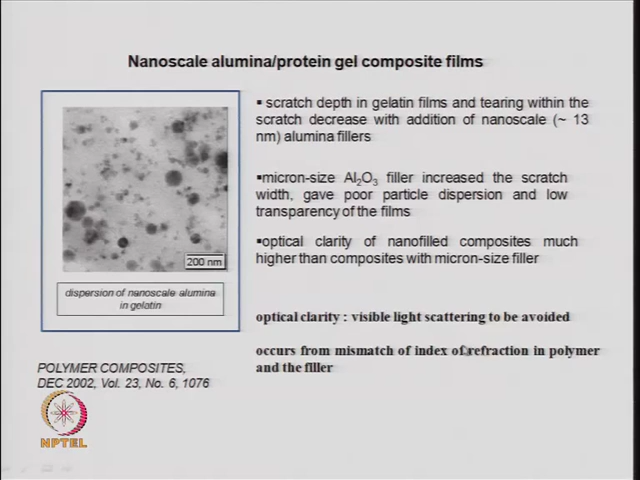 Nanoscale alumina/protein gel composite films
▪ scratch depth in gelatin films and tearing within the
scratch decrease with addition of nanoscale (~ 13
nm) alumina fillers
▪micron-size Al₂O₃ filler increased the scratch
width, gave poor particle dispersion and low
transparency of the films
▪optical clarity of nanofilled composites much
higher than composites with micron-size filler
200 nm
dispersion of nanoscale alumina
in gelatin
optical clarity : visible light scattering to be avoided
occurs from mismatch of index of refraction in polymer
and the filler
POLYMER COMPOSITES,
DEC 2002, Vol. 23, No. 6, 1076
NPTEL